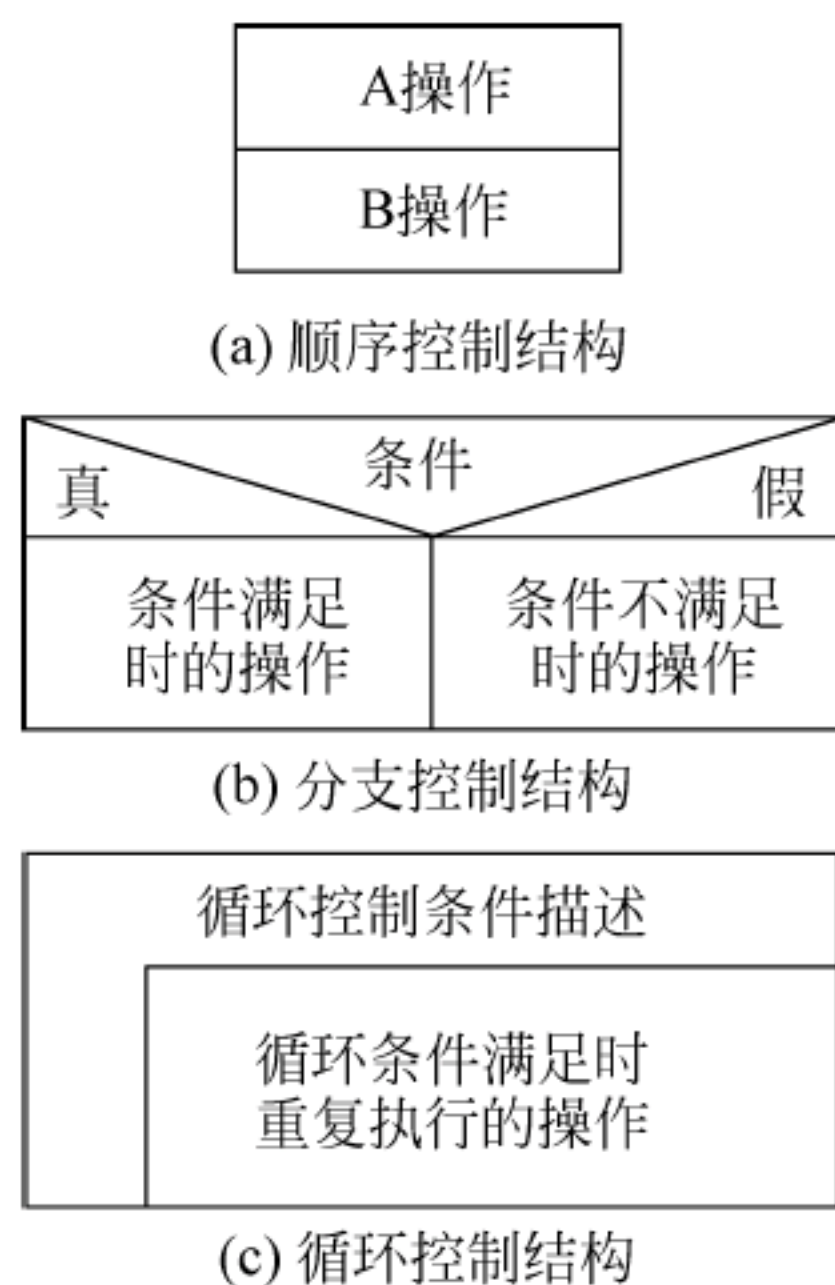 A操作
B操作
(a) 顺序控制结构
条件
真
假
条件满足
时的操作
条件不满足
时的操作
(b) 分支控制结构
循环控制条件描述
循环条件满足时
重复执行的操作
(c) 循环控制结构